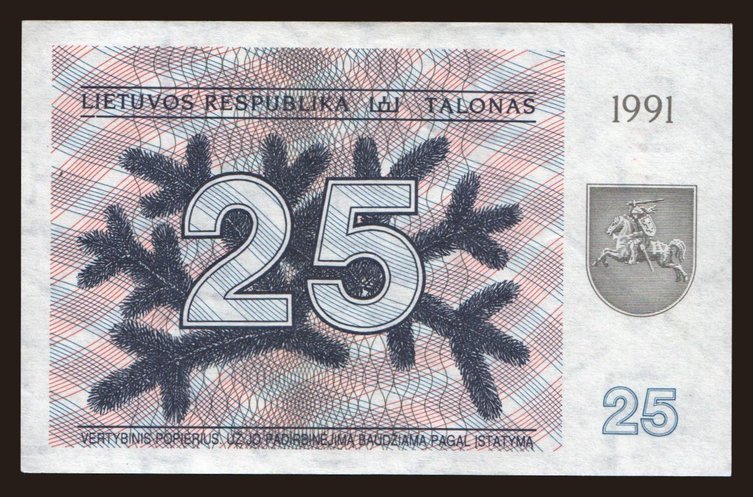 LIETUVOS RESPUBLIKA TALONAS
1991
25
25
VERTYBINIS POPIERIUS. UŽ JO PADIRBINĖJIMĄ BAUDŽIAMA PAGAL ĮSTATYMĄ